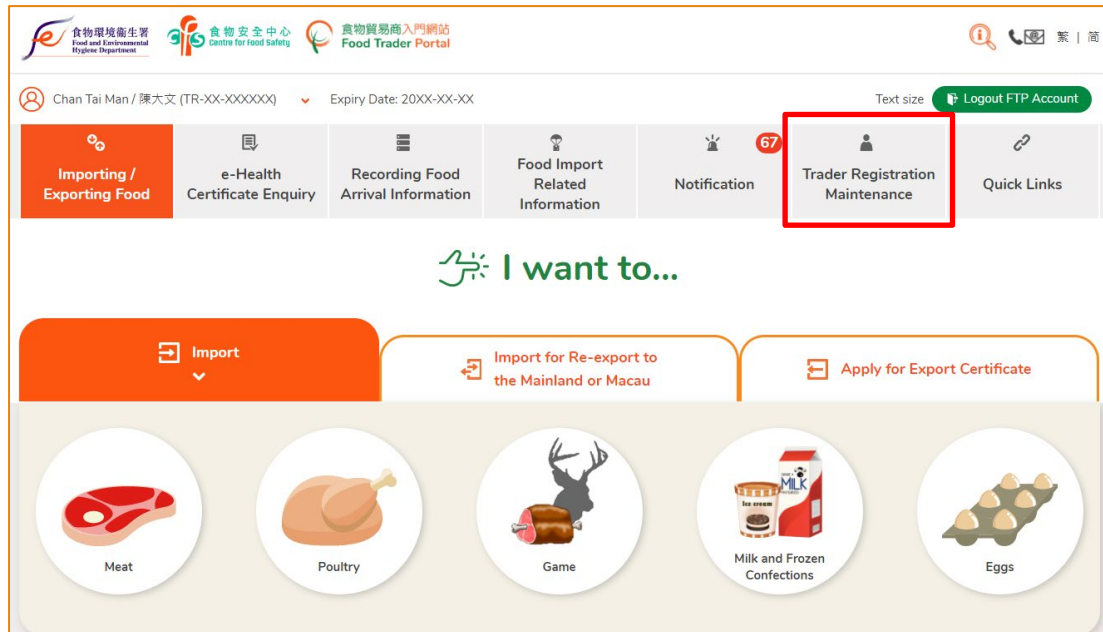 食物環境衞生署
Food and Environmental
Hygiene Department
食物安全中心
Centre for Food Safety
食物貿易商入門網站
Food Trader Portal
繁 | 简
Chan Tai Man / 陳大文 (TR-XX-XXXXXX)
Expiry Date: 20XX-XX-XX
Text size
Logout FTP Account
Importing /
Exporting Food
e-Health
Certificate Enquiry
Recording Food
Arrival Information
Food Import
Related
Information
67
Notification
Trader Registration
Maintenance
Quick Links
I want to...
Import
Import for Re-export to
the Mainland or Macau
Apply for Export Certificate
Ice cream
MILK
Meat
Poultry
Game
Milk and Frozen
Confections
Eggs